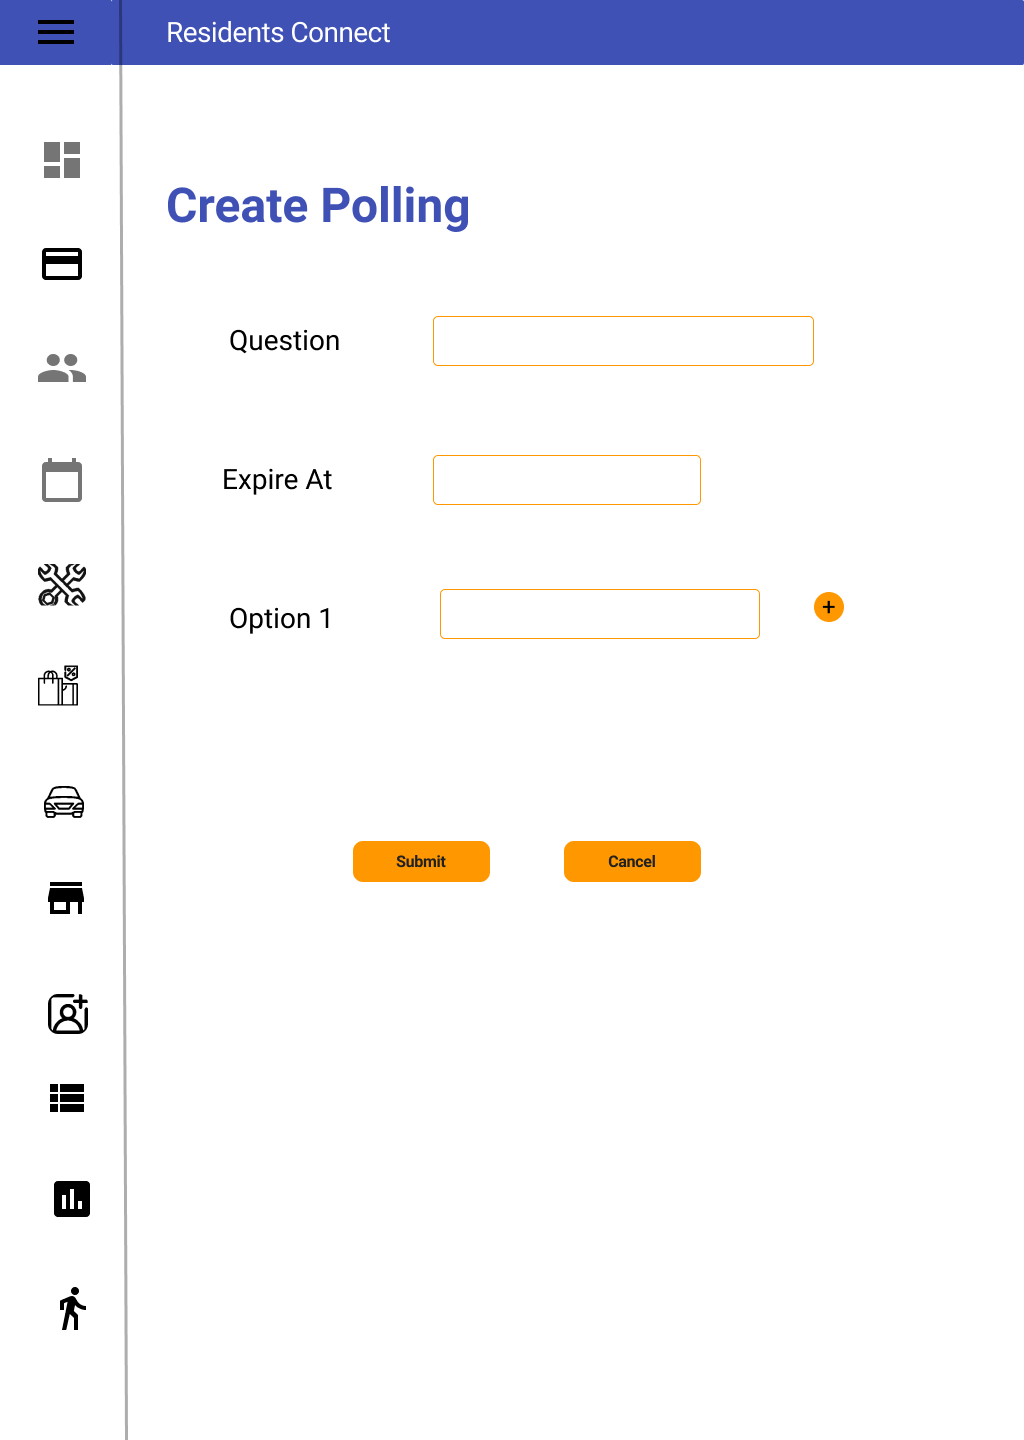 Residents Connect
Create Polling
Question
Expire At
Option 1
+
Submit
Cancel